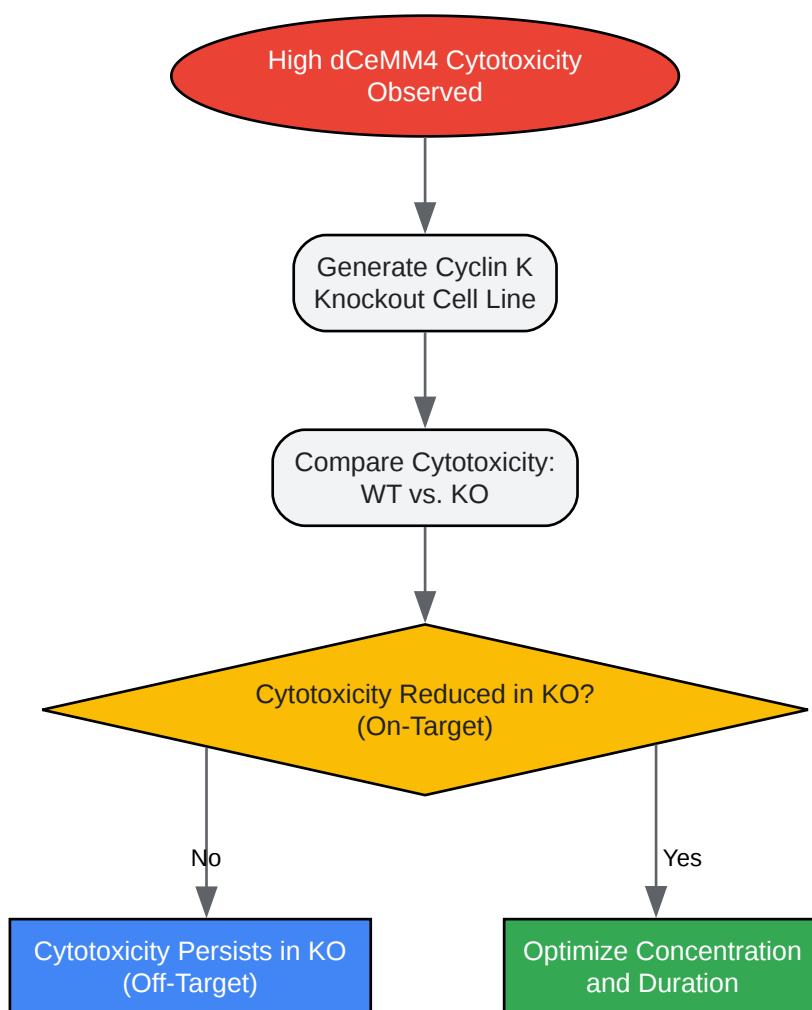 High dCeMM4 Cytotoxicity
Observed
Generate Cyclin K
Knockout Cell Line
Compare Cytotoxicity:
WT vs. KO
Cytotoxicity Reduced in KO?
(On-Target)
No
Yes
Cytotoxicity Persists in KO
(Off-Target)
Optimize Concentration
and Duration